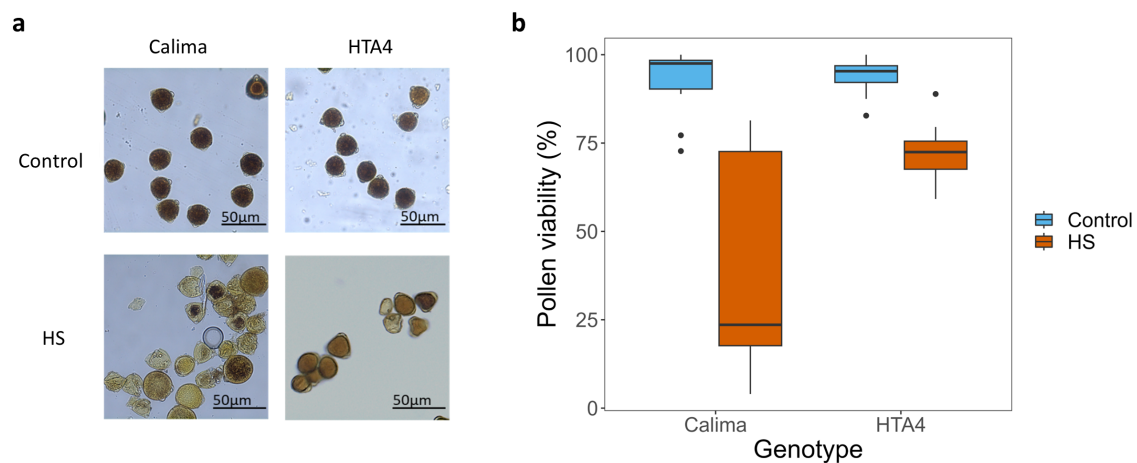 a
Calima
HTA4
Control
50µm
50µm
HS
50µm
50µm
b
Pollen viability (%)
100
75
50
25
0
Calima
HTA4
Genotype
Control
HS